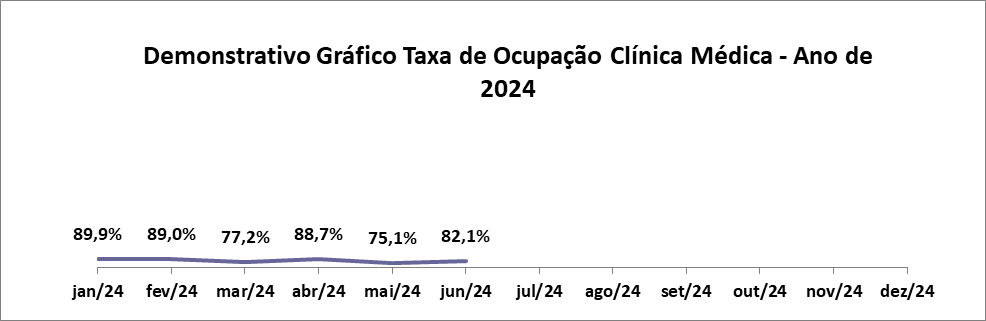 Demonstrativo Gráfico Taxa de Ocupação Clínica Médica - Ano de
2024
89,9% 89,0% 77,2% 88,7% 75,1% 82,1%
jan/24 fev/24 mar/24 abr/24 mai/24 jun/24 jul/24 ago/24 set/24 out/24 nov/24 dez/24